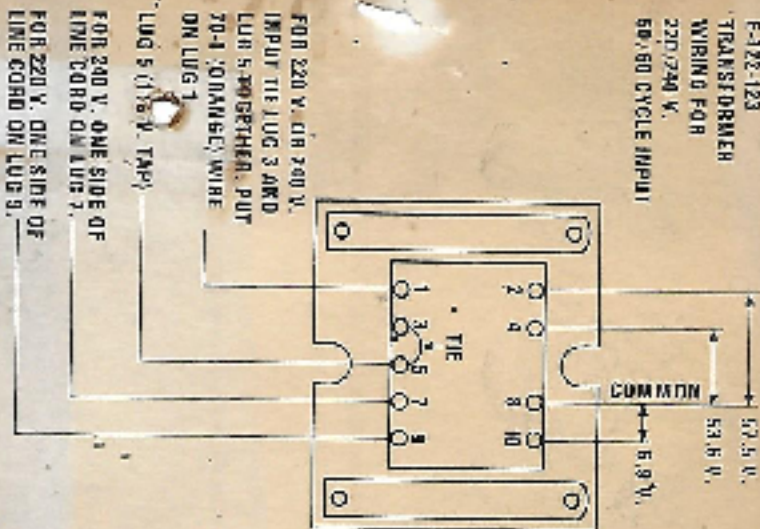 E-122-123
TRANSFORMER
WIRING FOR
220/240 V.
50/60 CYCLE INPUT
57.5 V.
53.6 V.
COMMON
6.9 V.
2
4
8
10
TIE
1
3
5
7
9
FOR 220 V. OR 240 V.
INPUT TIE LUG 3 AND
LUG 5 TOGETHER. PUT
70-1 (ORANGE) WIRE
ON LUG 1
LUG 5 V. TAP)
FOR 240 V. ONE SIDE OF
LINE CORD ON LUG 7.
FOR 220 V. ONE SIDE OF
LINE CORD ON LUG 9.